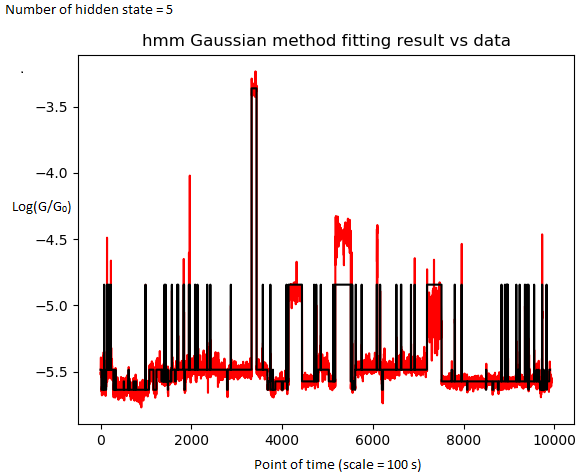 Number of hidden state = 5
hmm Gaussian method fitting result vs data
−3.5
−4.0
Log(G/G₀)
−4.5
−5.0
−5.5
0 2000 4000 6000 8000 10000
Point of time (scale = 100 s)